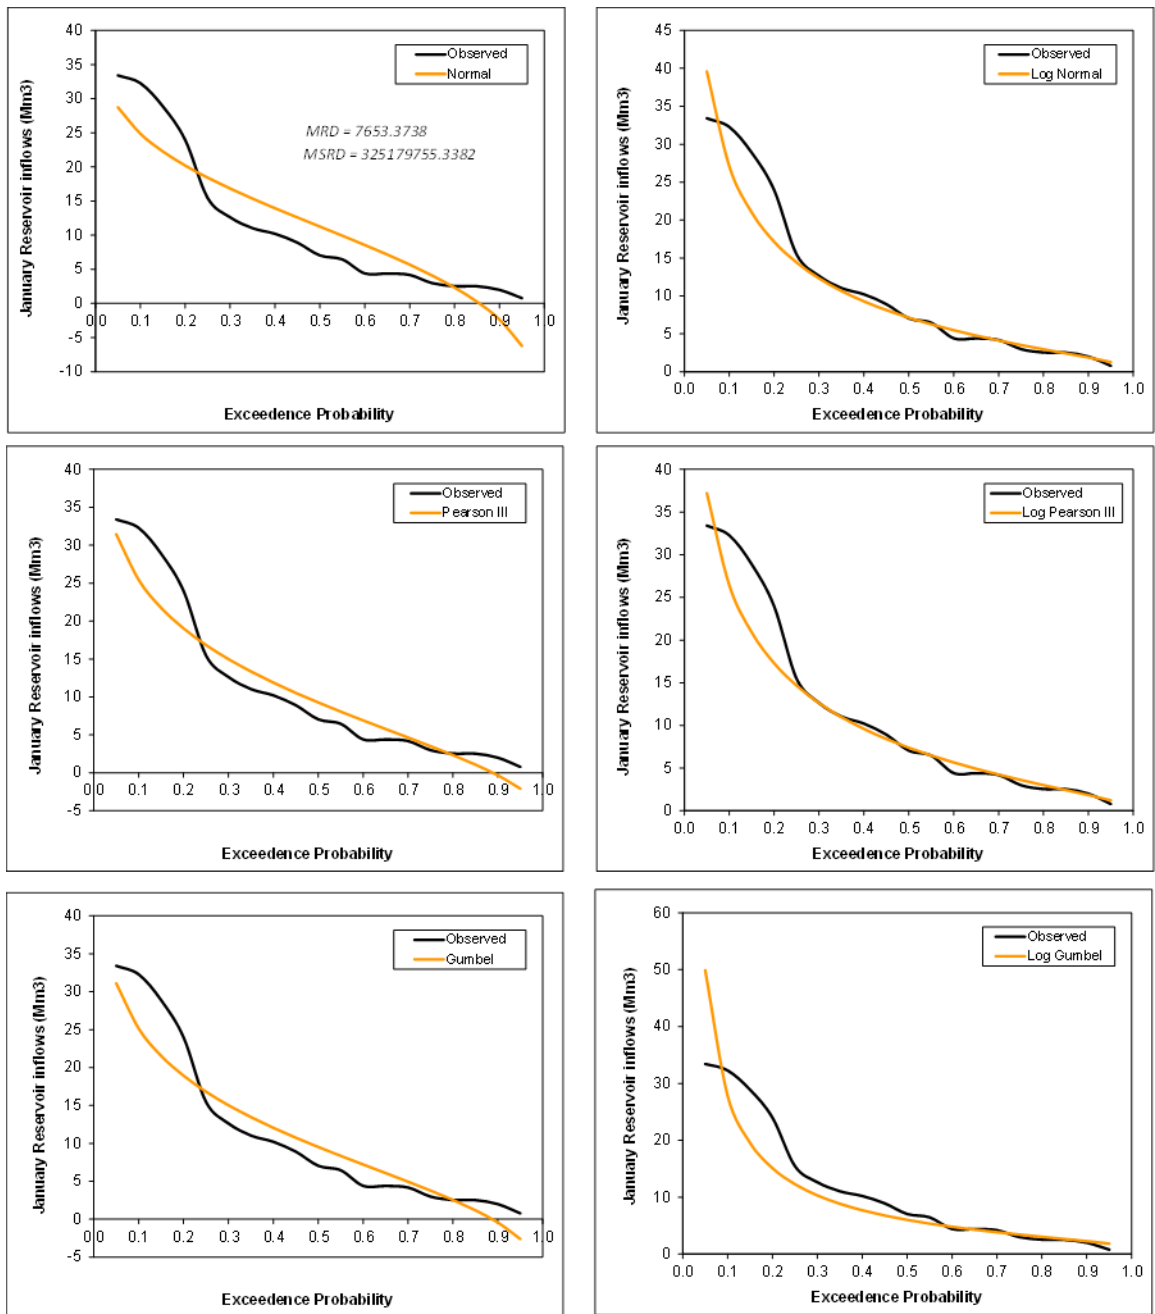 40
35
30
25
20
15
10
5
0
-5
-10
January Reservoir inflows (Mm3)
Observed
Normal
MRD = 7653.3738
MSRD = 325179755.3382
0.0 0.1 0.2 0.3 0.4 0.5 0.6 0.7 0.8 0.9 1.0
Exceedence Probability
45
40
35
30
25
20
15
10
5
0
January Reservoir inflows (Mm3)
Observed
Log Normal
0.0 0.1 0.2 0.3 0.4 0.5 0.6 0.7 0.8 0.9 1.0
Exceedence Probability
40
35
30
25
20
15
10
5
0
-5
January Reservoir inflows (Mm3)
Observed
Pearson III
0.0 0.1 0.2 0.3 0.4 0.5 0.6 0.7 0.8 0.9 1.0
Exceedence Probability
40
35
30
25
20
15
10
5
0
January Reservoir inflows (Mm3)
Observed
Log Pearson III
0.0 0.1 0.2 0.3 0.4 0.5 0.6 0.7 0.8 0.9 1.0
Exceedence Probability
40
35
30
25
20
15
10
5
0
-5
January Reservoir inflows (Mm3)
Observed
Gumbel
0.0 0.1 0.2 0.3 0.4 0.5 0.6 0.7 0.8 0.9 1.0
Exceedence Probability
60
50
40
30
20
10
0
January Reservoir inflows (Mm3)
Observed
Log Gumbel
0.0 0.1 0.2 0.3 0.4 0.5 0.6 0.7 0.8 0.9 1.0
Exceedence Probability